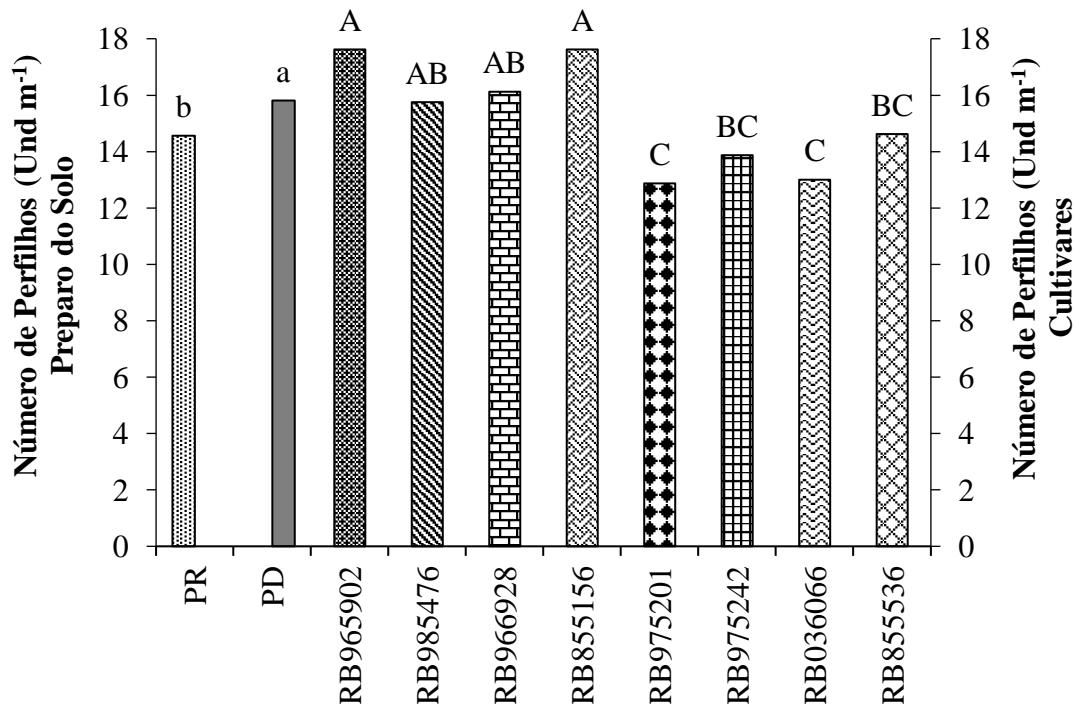 Número de Perfilhos (Und m-1)
Preparo do Solo
18
16
14
12
10
8
6
4
2
0
b
a
A
AB
AB
A
C
BC
C
BC
PR
PD
RB965902
RB985476
RB966928
RB855156
RB975201
RB975242
RB036066
RB855536
18
16
14
12
10
8
6
4
2
0
Número de Perfilhos (Und m-1)
Cultivares